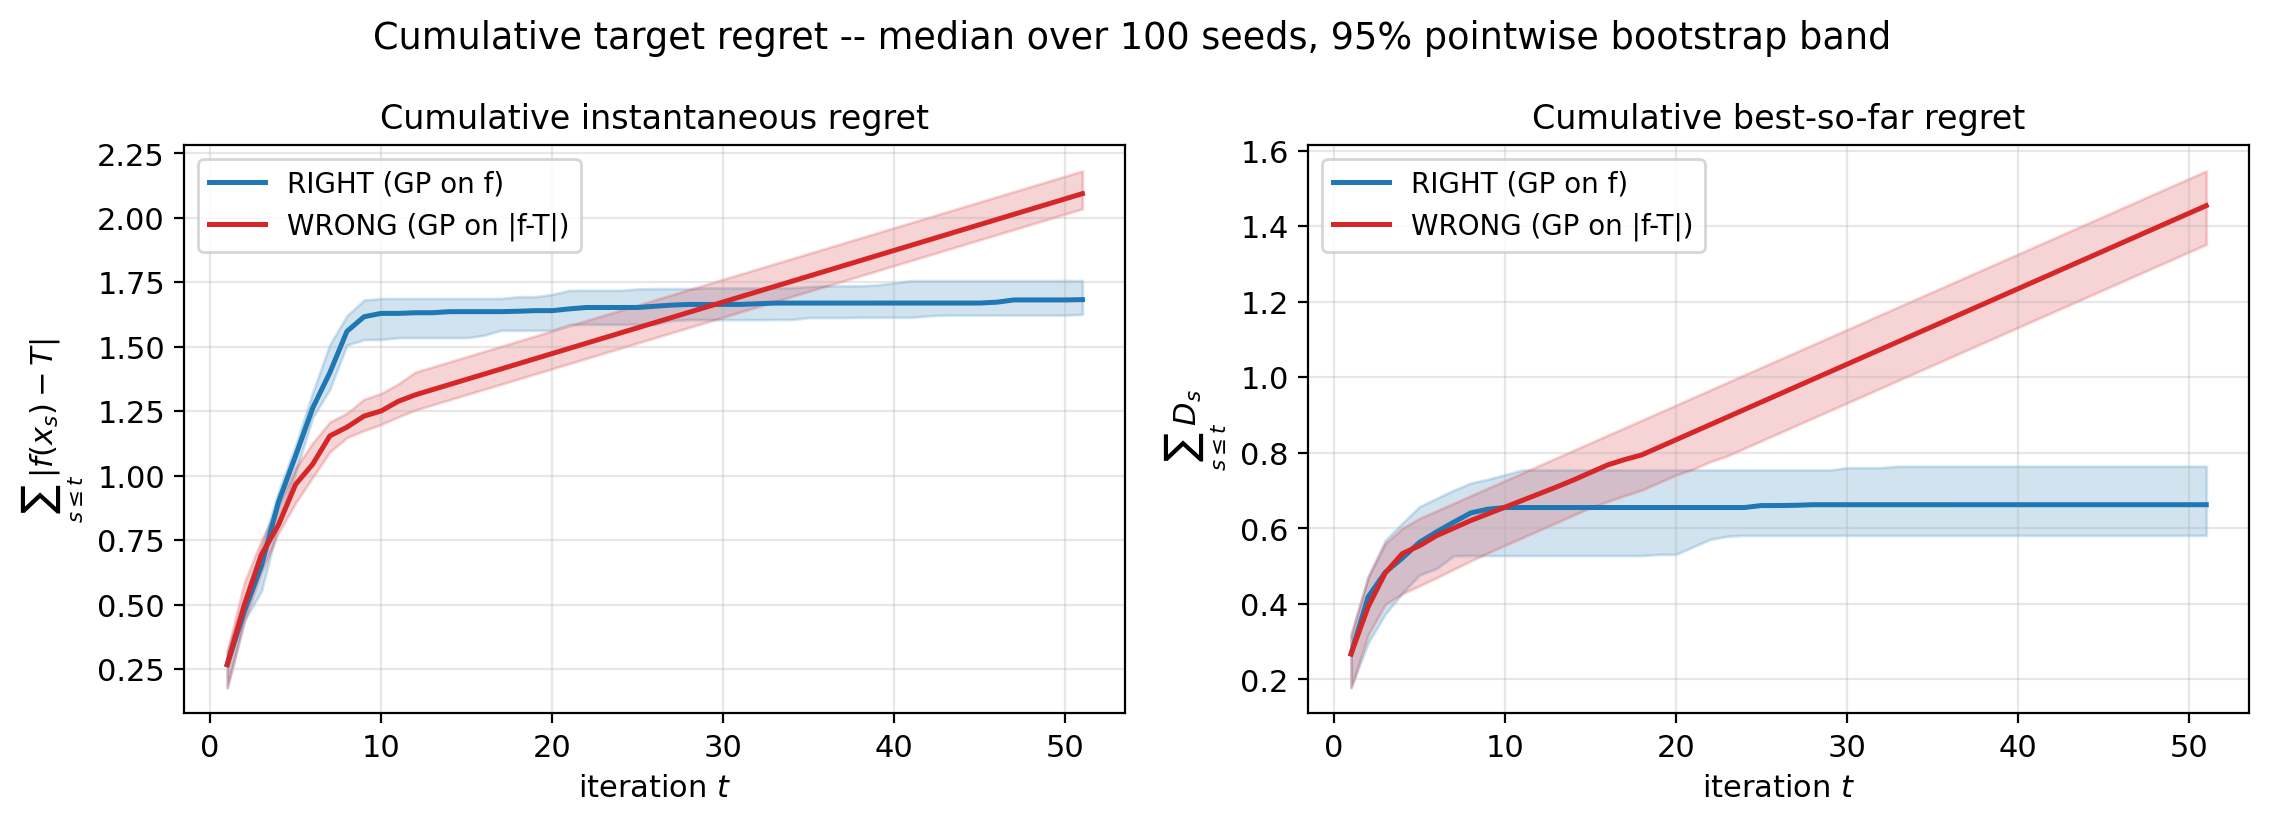 Cumulative target regret -- median over 100 seeds, 95% pointwise bootstrap band
Cumulative instantaneous regret
RIGHT (GP on f)
WRONG (GP on |f-T|)
2.25
2.00
1.75
1.50
1.25
1.00
0.75
0.50
0.25
∑ |f(x_s) − T|
s ≤ t
0
10
20
30
40
50
iteration t
Cumulative best-so-far regret
RIGHT (GP on f)
WRONG (GP on |f-T|)
1.6
1.4
1.2
1.0
0.8
0.6
0.4
0.2
∑ D_s
s ≤ t
0
10
20
30
40
50
iteration t